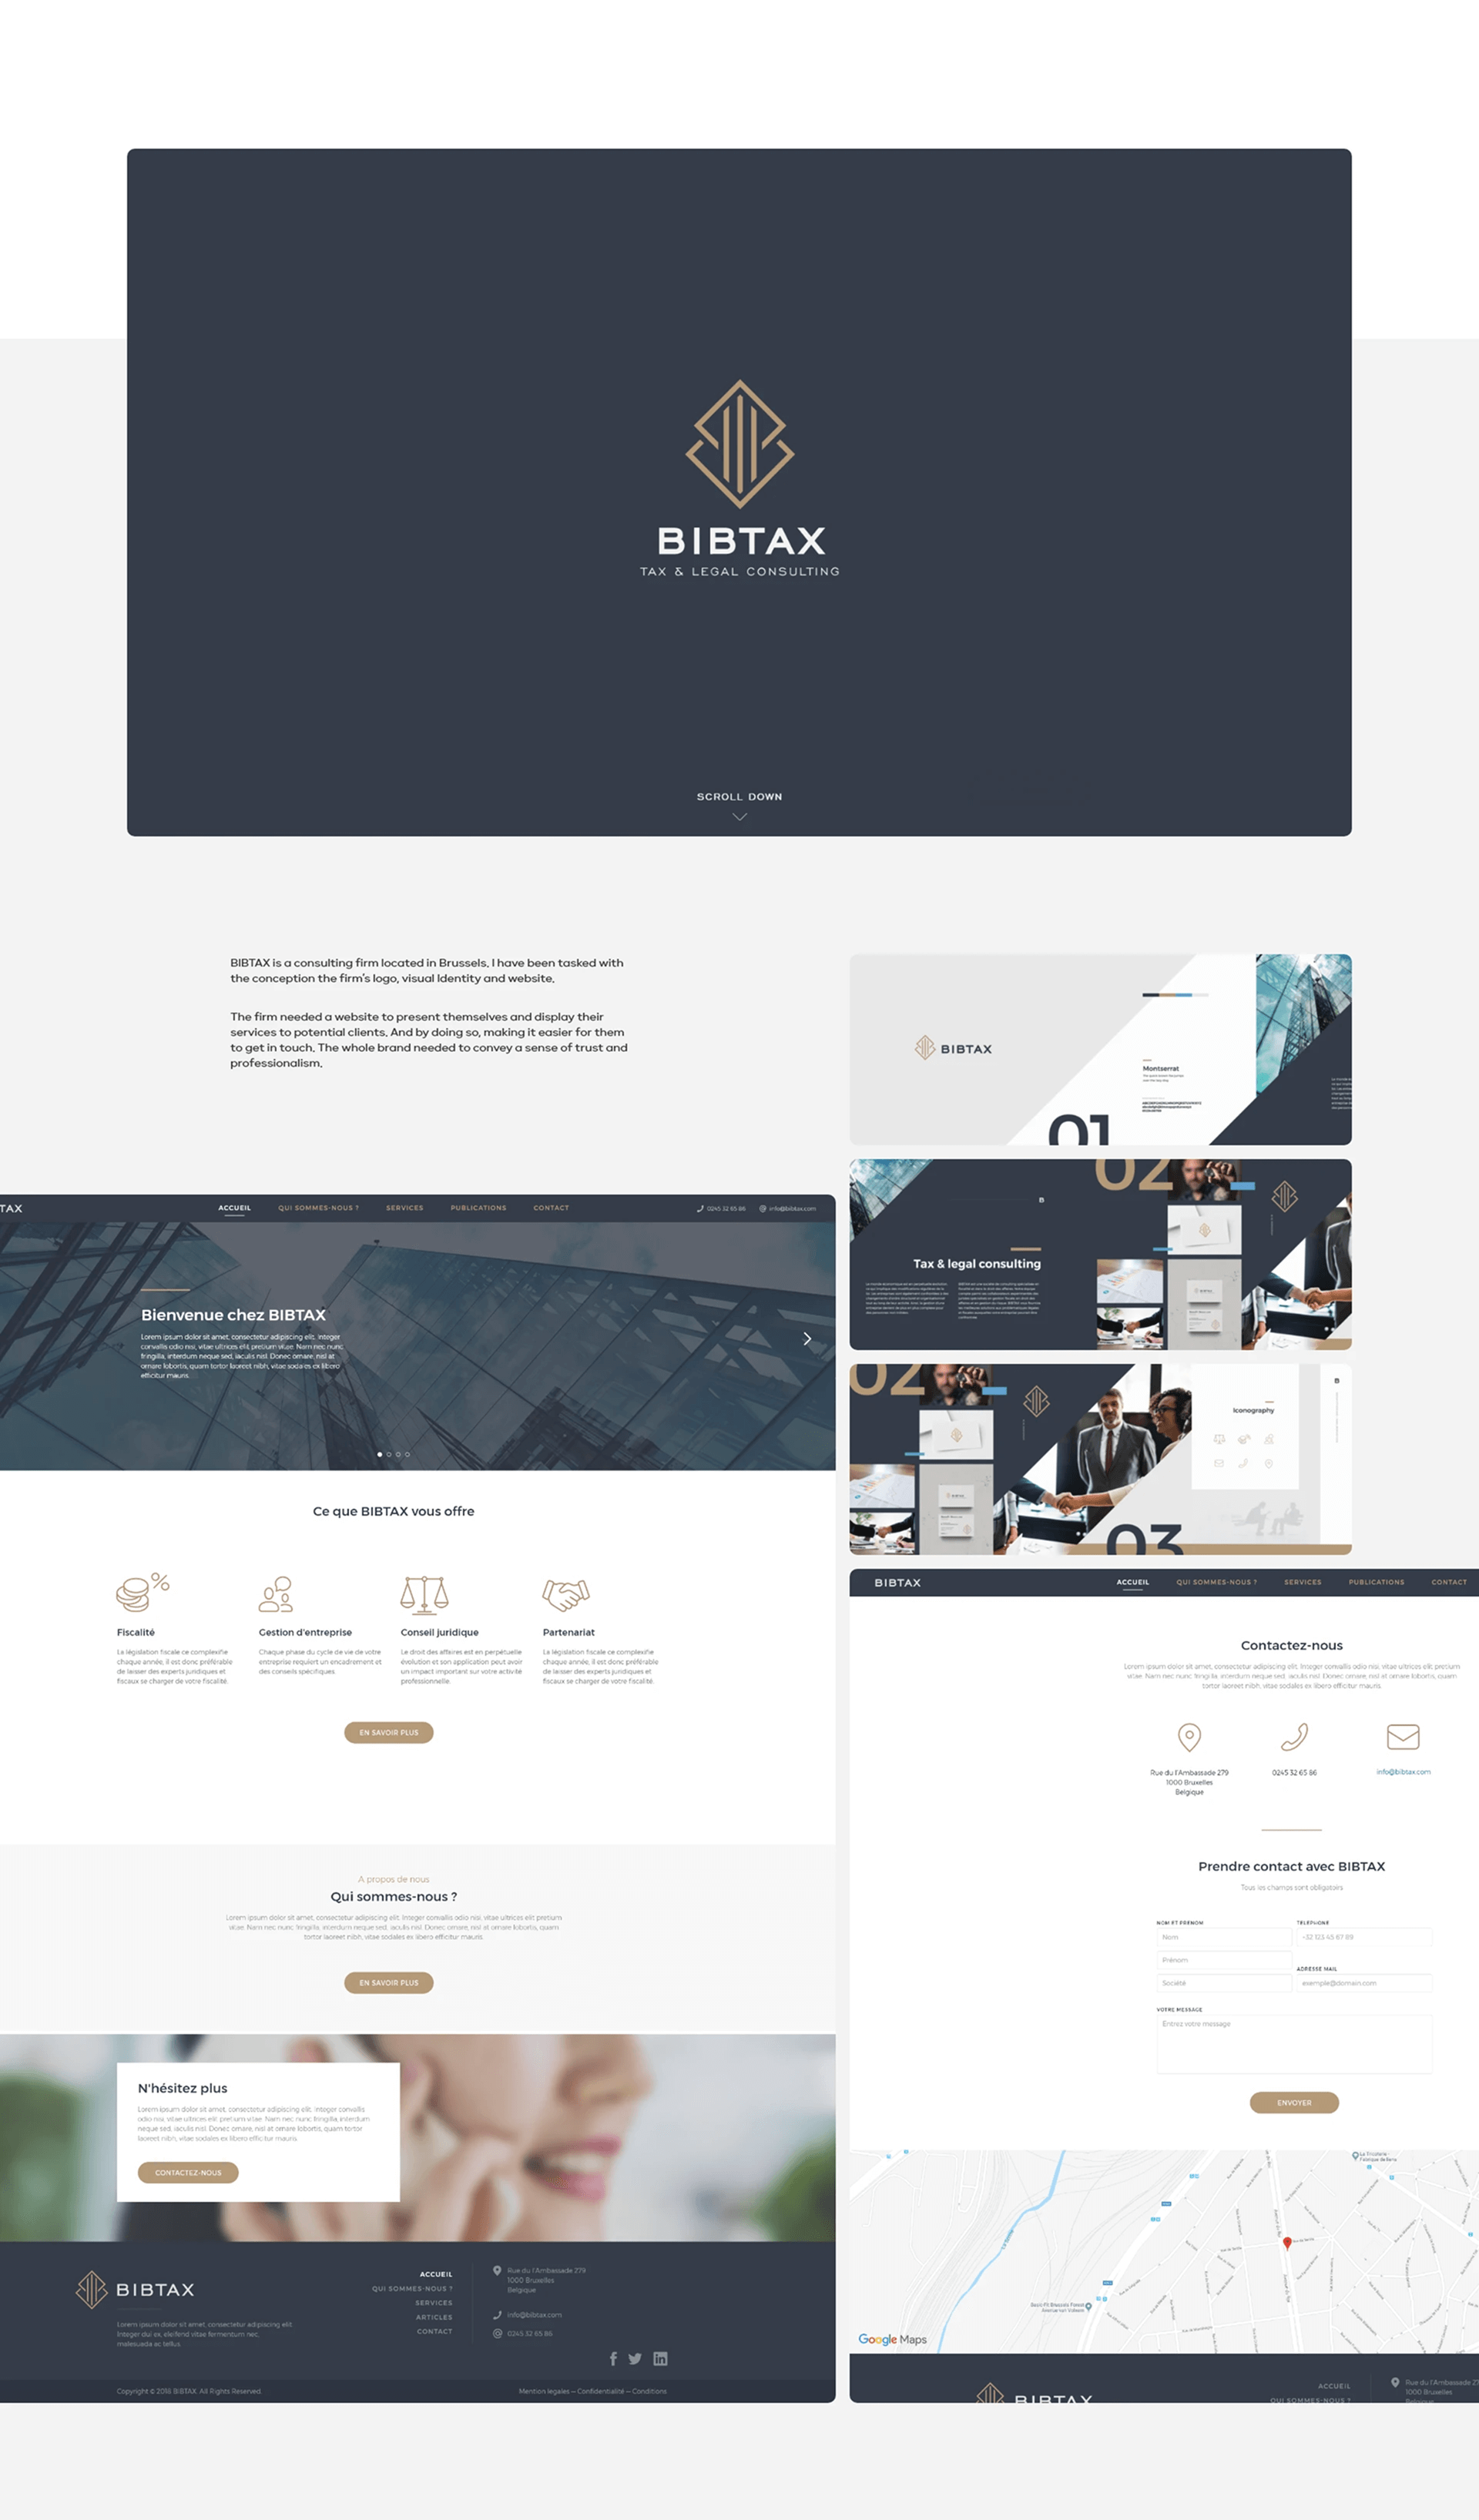 BIBTAX
TAX & LEGAL CONSULTING
SCROLL DOWN
BIBTAX is a consulting firm located in Brussels. I have been tasked with
the conception the firm's logo, visual Identity and website.
The firm needed a website to present themselves and display their
services to potential clients. And by doing so, making it easier for them
to get in touch. The whole brand needed to convey a sense of trust and
professionalism.
BIBTAX
Montserrat
01
02
B
Tax & legal consulting
02
B
Iconography
03
TAX
ACCUEIL QUI SOMMES-NOUS ? SERVICES PUBLICATIONS CONTACT
0245 32 65 86 info@bibtax.com
Bienvenue chez BIBTAX
Lorem ipsum dolor sit amet, consectetur adipiscing elit. Integer
convallis odio nisi, vitae ultrices elit pretium vitae. Nam nec nunc
fringilla, interdum neque sed, iaculis nisl. Donec ornare, nisl at
ornare lobortis, quam tortor laoreet nibh, vitae sodales ex libero
efficitur mauris.
Ce que BIBTAX vous offre
Fiscalité
La législation fiscale ce complexifie
chaque année, il est donc préférable
de laisser des experts juridiques et
fiscaux se charger de votre fiscalité.
Gestion d'entreprise
Chaque phase du cycle de vie de votre
entreprise requiert un encadrement et
des conseils spécifiques.
Conseil juridique
Le droit des affaires est en perpétuelle
évolution et son application peut avoir
un impact important sur votre activité
professionnelle.
Partenariat
La législation fiscale ce complexifie
chaque année, il est donc préférable
de laisser des experts juridiques et
fiscaux se charger de votre fiscalité.
EN SAVOIR PLUS
A propos de nous
Qui sommes-nous ?
Lorem ipsum dolor sit amet, consectetur adipiscing elit. Integer convallis odio nisi, vitae ultrices elit pretium
vitae. Nam nec nunc fringilla, interdum neque sed, iaculis nisl. Donec ornare, nisl at ornare lobortis, quam
tortor laoreet nibh, vitae sodales ex libero efficitur mauris.
EN SAVOIR PLUS
N'hésitez plus
Lorem ipsum dolor sit amet, consectetur adipiscing elit. Integer convallis
odio nisi, vitae ultrices elit pretium vitae. Nam nec nunc fringilla, interdum
neque sed, iaculis nisl. Donec ornare, nisl at ornare lobortis, quam tortor
laoreet nibh, vitae sodales ex libero efficitur mauris.
CONTACTEZ-NOUS
BIBTAX
Lorem ipsum dolor sit amet, consectetur adipiscing elit.
Integer dui ex, eleifend vitae fermentum nec,
malesuada ac tellus.
ACCUEIL
QUI SOMMES-NOUS ?
SERVICES
ARTICLES
CONTACT
Rue du l'Ambassade 279
1000 Bruxelles
Belgique
info@bibtax.com
0245 32 65 86
Copyright © 2018 BIBTAX. All Rights Reserved.
Mention legales — Confidentialité — Conditions
BIBTAX
ACCUEIL QUI SOMMES-NOUS ? SERVICES PUBLICATIONS CONTACT
Contactez-nous
Lorem ipsum dolor sit amet, consectetur adipiscing elit. Integer convallis odio nisi, vitae ultrices elit pretium
vitae. Nam nec nunc fringilla, interdum neque sed, iaculis nisl. Donec ornare, nisl at ornare lobortis, quam
tortor laoreet nibh, vitae sodales ex libero efficitur mauris.
Rue du l'Ambassade 279
1000 Bruxelles
Belgique
0245 32 65 86
info@bibtax.com
Prendre contact avec BIBTAX
Tous les champs sont obligatoirs
NOM ET PRENOM
Nom
Prénom
Société
TELEPHONE
+32 123 45 67 89
ADRESSE MAIL
exemple@domain.com
VOTRE MESSAGE
Entrez votre message
ENVOYER
Google Maps
BIBTAX
ACCUEIL
QUI SOMMES-NOUS ?
Rue du l'Ambassade 27
1000 Bruxelles
Belgique